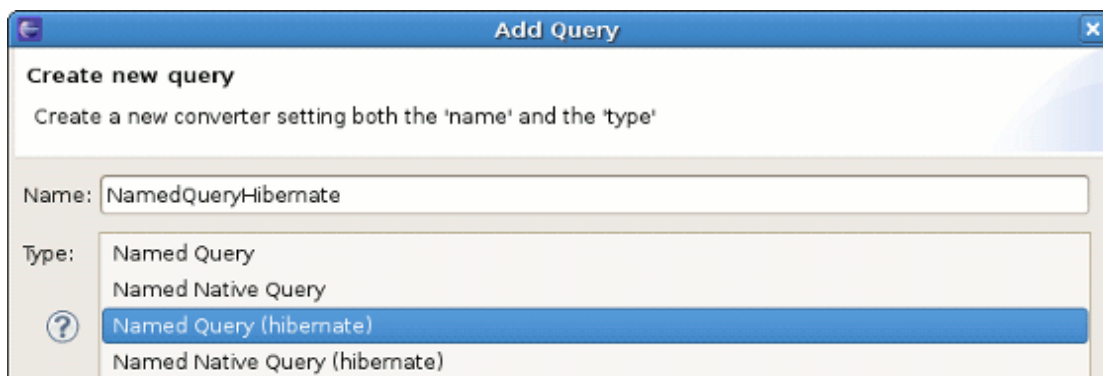 Add Query
Create new query
Create a new converter setting both the 'name' and the 'type'
Name: NamedQueryHibernate
Type: Named Query
Named Native Query
Named Query (hibernate)
Named Native Query (hibernate)